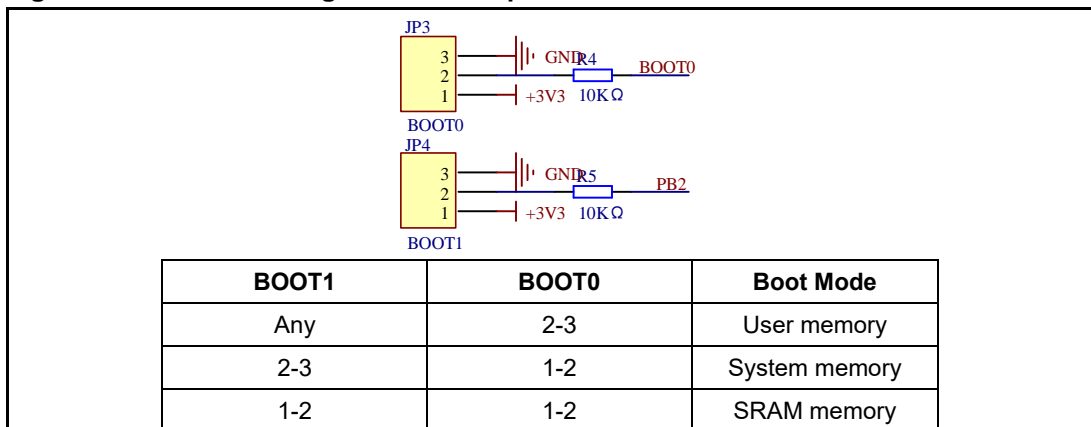 JP3
3 GND R4 BOOT0
2
1 +3V3 10KΩ
BOOT0
JP4
3 GND R5 PB2
2
1 +3V3 10KΩ
BOOT1
BOOT1 BOOT0 Boot Mode
Any 2-3 User memory
2-3 1-2 System memory
1-2 1-2 SRAM memory